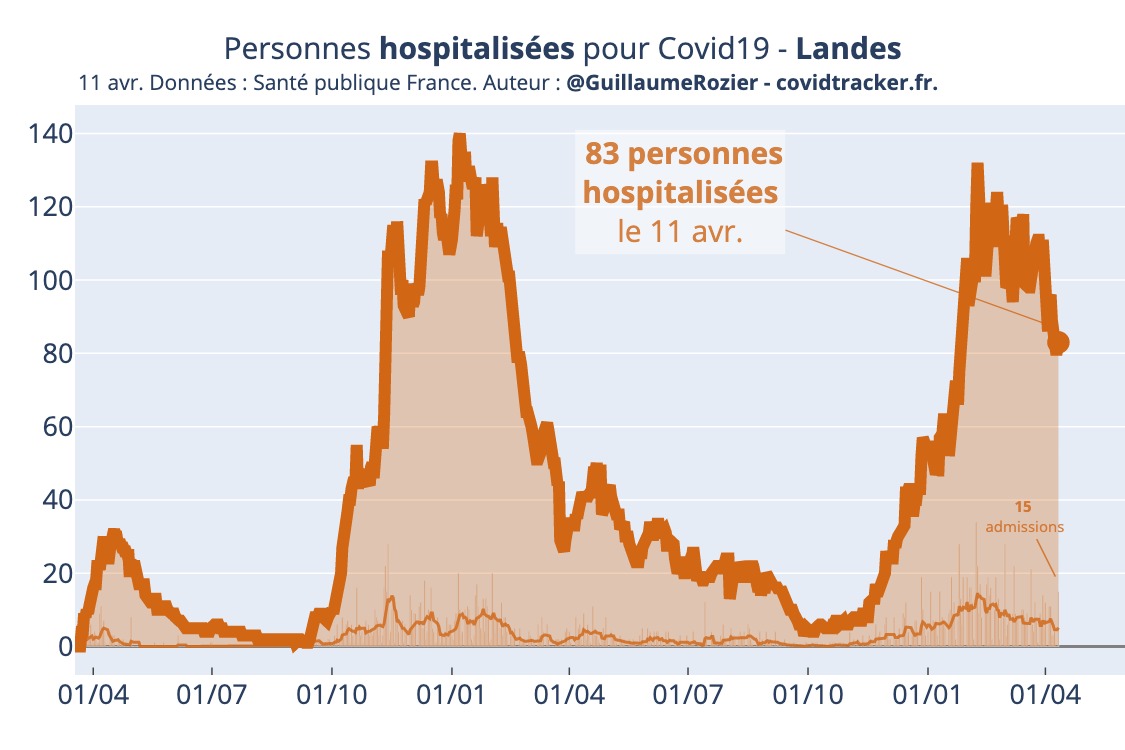 Personnes hospitalisées pour Covid19 - Landes
11 avr. Données : Santé publique France. Auteur : @GuillaumeRozier - covidtracker.fr.
140
83 personnes
hospitalisées
le 11 avr.
120
100
80
60
40
15
admissions
20
0
01/04 01/07 01/10 01/01 01/04 01/07 01/10 01/01 01/04